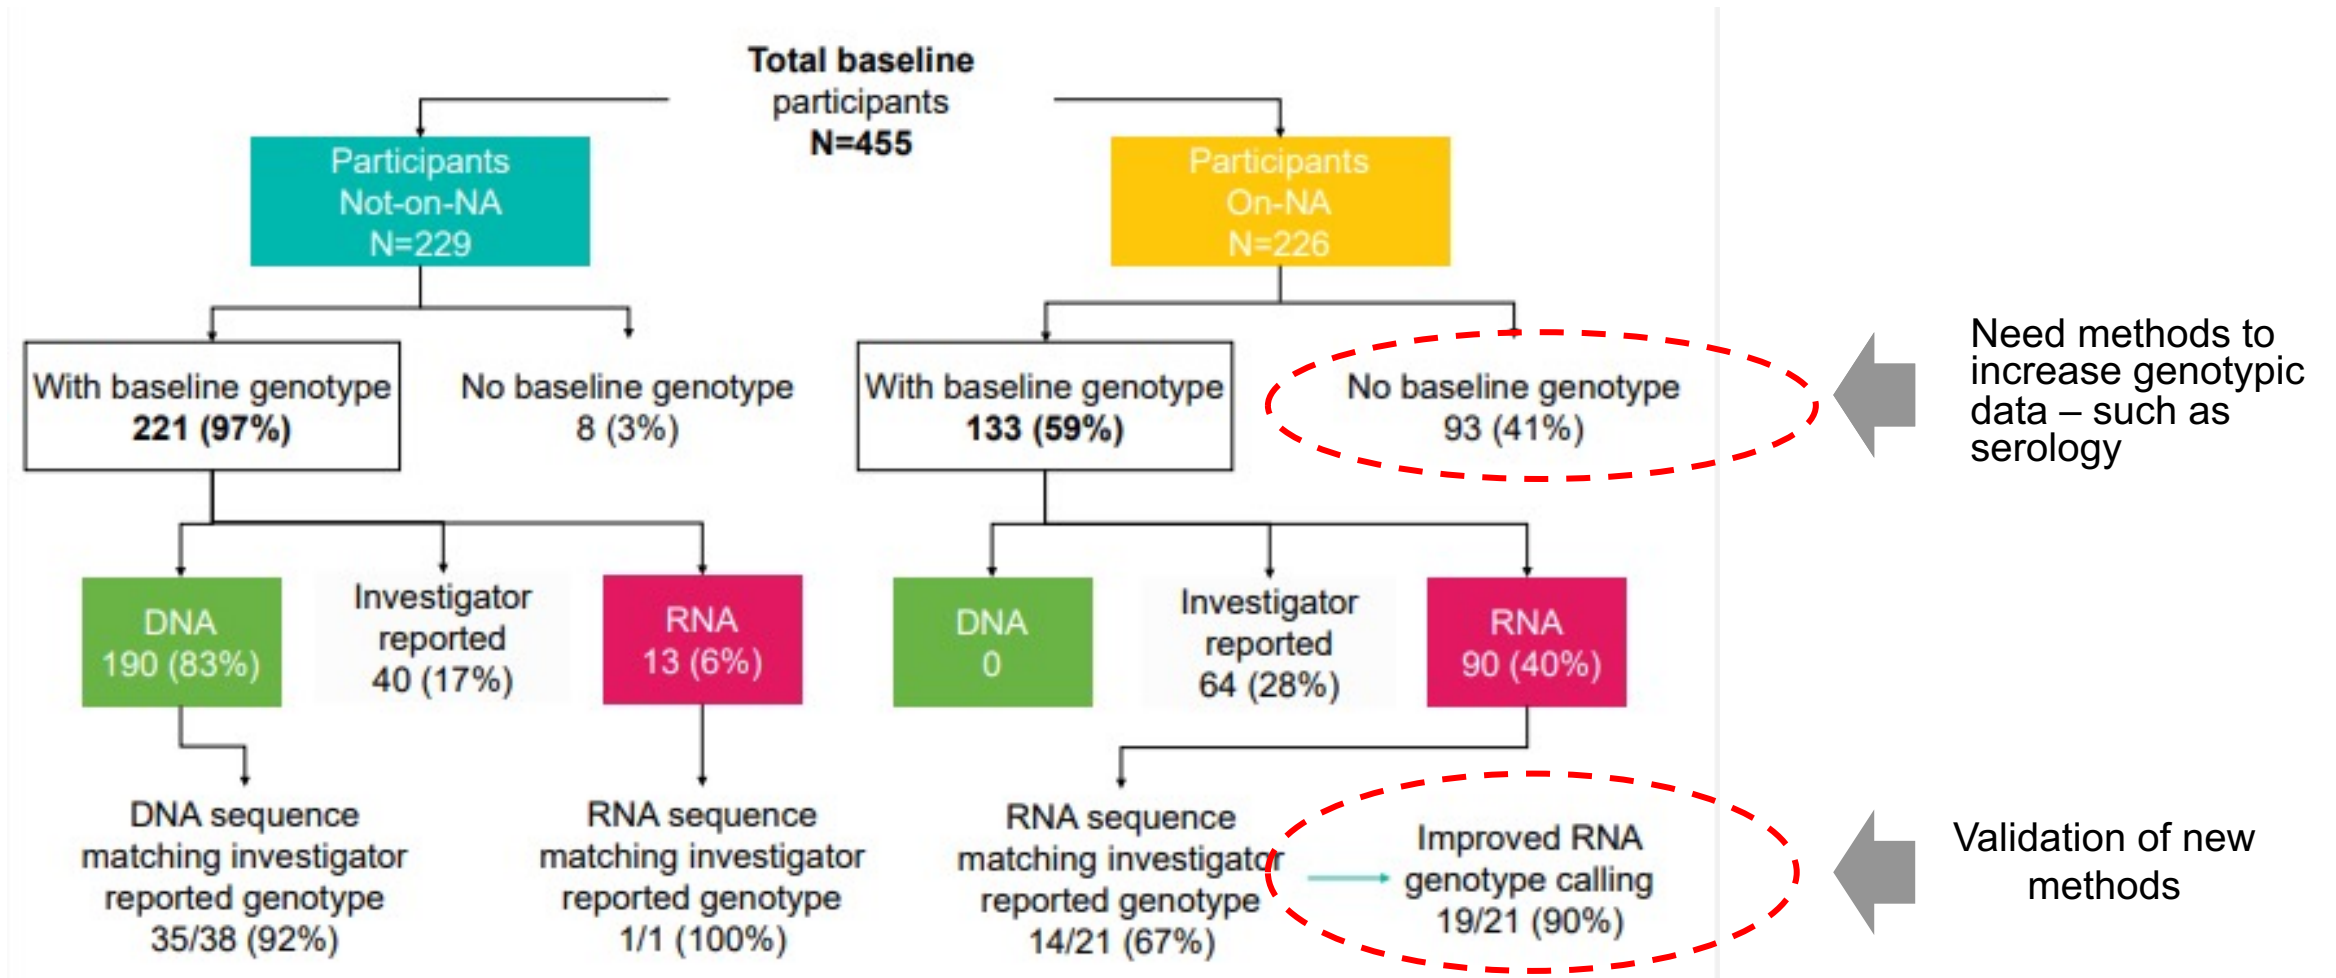 Total baseline
participants
N=455
Participants
Not-on-NA
N=229
Participants
On-NA
N=226
With baseline genotype
221 (97%)
No baseline genotype
8 (3%)
With baseline genotype
133 (59%)
No baseline genotype
93 (41%)
Need methods to
increase genotypic
data – such as
serology
DNA
190 (83%)
Investigator
reported
40 (17%)
RNA
13 (6%)
DNA
0
Investigator
reported
64 (28%)
RNA
90 (40%)
DNA sequence
matching investigator
reported genotype
35/38 (92%)
RNA sequence
matching investigator
reported genotype
1/1 (100%)
RNA sequence
matching investigator
reported genotype
14/21 (67%)
Improved RNA
genotype calling
19/21 (90%)
Validation of new
methods